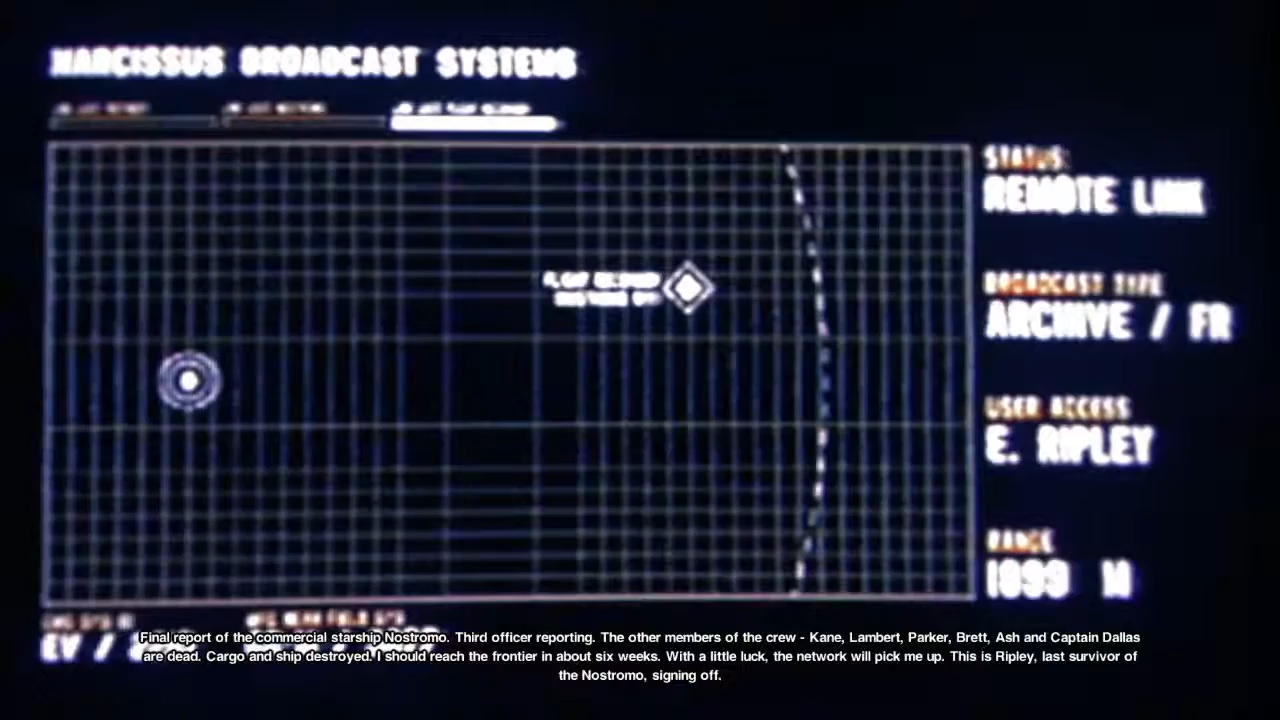 NARCISSUS BROADCAST SYSTEMS
STATUS:
REMOTE LINK
BROADCAST TYPE
ARCHIVE / FR
USER ACCESS
E. RIPLEY
RANGE
1899 M
EV /
Final report of the commercial starship Nostromo. Third officer reporting. The other members of the crew - Kane, Lambert, Parker, Brett, Ash and Captain Dallas
are dead. Cargo and ship destroyed. I should reach the frontier in about six weeks. With a little luck, the network will pick me up. This is Ripley, last survivor of
the Nostromo, signing off.